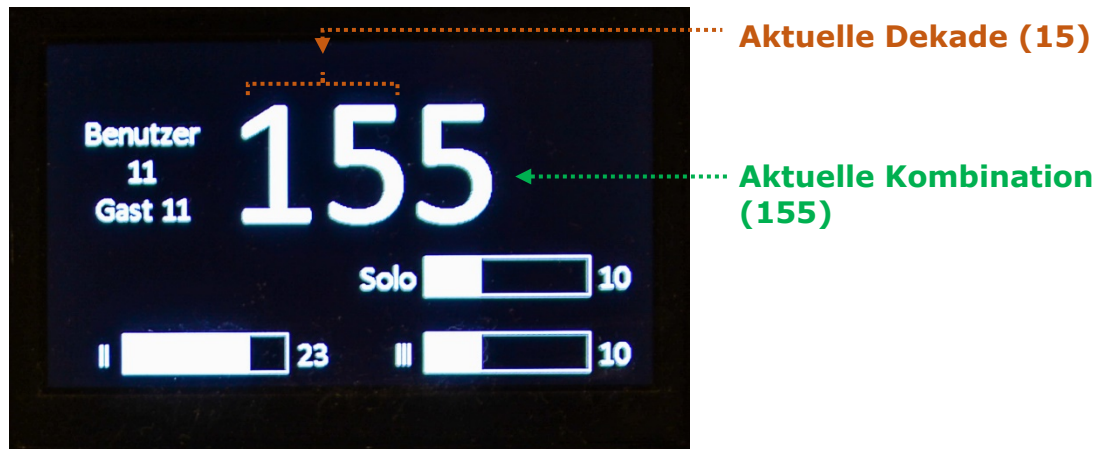 Aktuelle Dekade (15)
155
Benutzer
11
Gast 11
Aktuelle Kombination
(155)
Solo 10
II 23 III 10